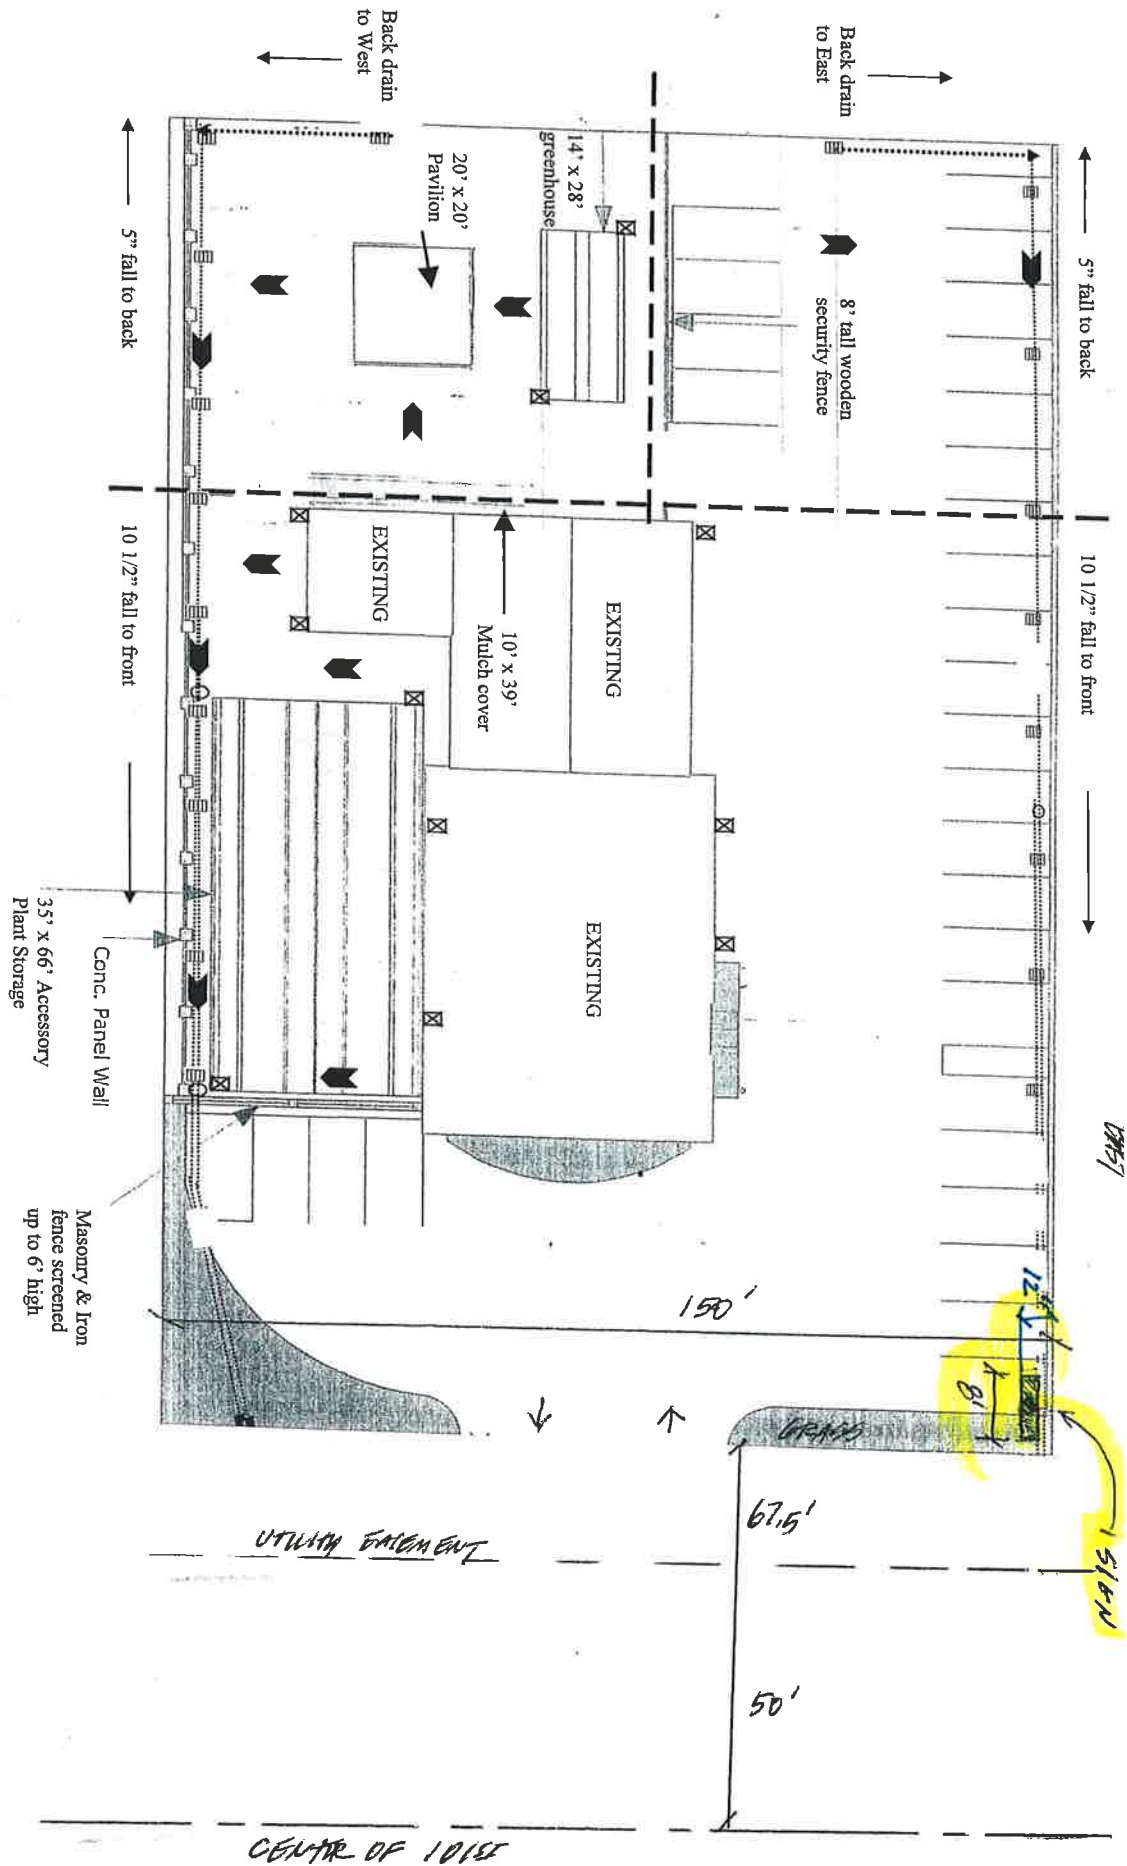 Back drain
to West
Back drain
to East
5” fall to back
5” fall to back
20’ x 20’
Pavilion
14’ x 28’
greenhouse
8’ tall wooden
security fence
10 1/2” fall to front
10 1/2” fall to front
EXISTING
EXISTING
10’ x 39’
Mulch cover
EXISTING
35’ x 66’ Accessory
Plant Storage
Conc. Panel Wall
Masonry & Iron
fence screened
up to 6’ high
EAST
150'
12"
8'
SIGN
GRASS
67.5'
UTILITY EASEMENT
50'
CENTER OF 101ST